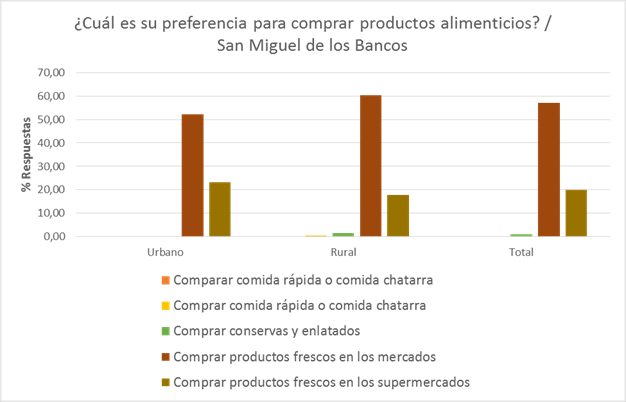 ¿Cuál es su preferencia para comprar productos alimenticios? /
San Miguel de los Bancos
70,00
60,00
50,00
40,00
30,00
20,00
10,00
0,00
% Respuestas
Urbano
Rural
Total
Comparar comida rápida o comida chatarra
Comprar comida rápida o comida chatarra
Comprar conservas y enlatados
Comprar productos frescos en los mercados
Comprar productos frescos en los supermercados